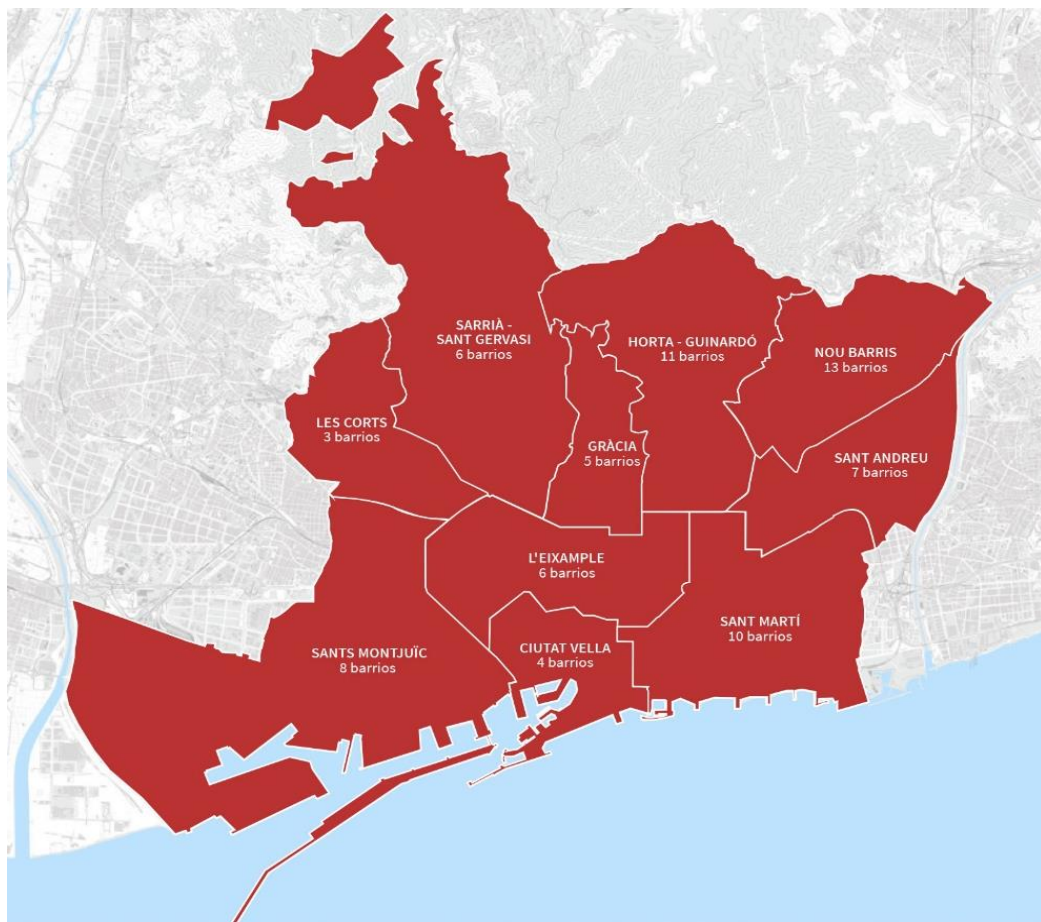 SARRIÀ -
SANT GERVASI
6 barrios
HORTA - GUINARDÓ
11 barrios
NOU BARRIS
13 barrios
LES CORTS
3 barrios
GRÀCIA
5 barrios
SANT ANDREU
7 barrios
L'EIXAMPLE
6 barrios
SANTS MONTJUÏC
8 barrios
CIUTAT VELLA
4 barrios
SANT MARTÍ
10 barrios